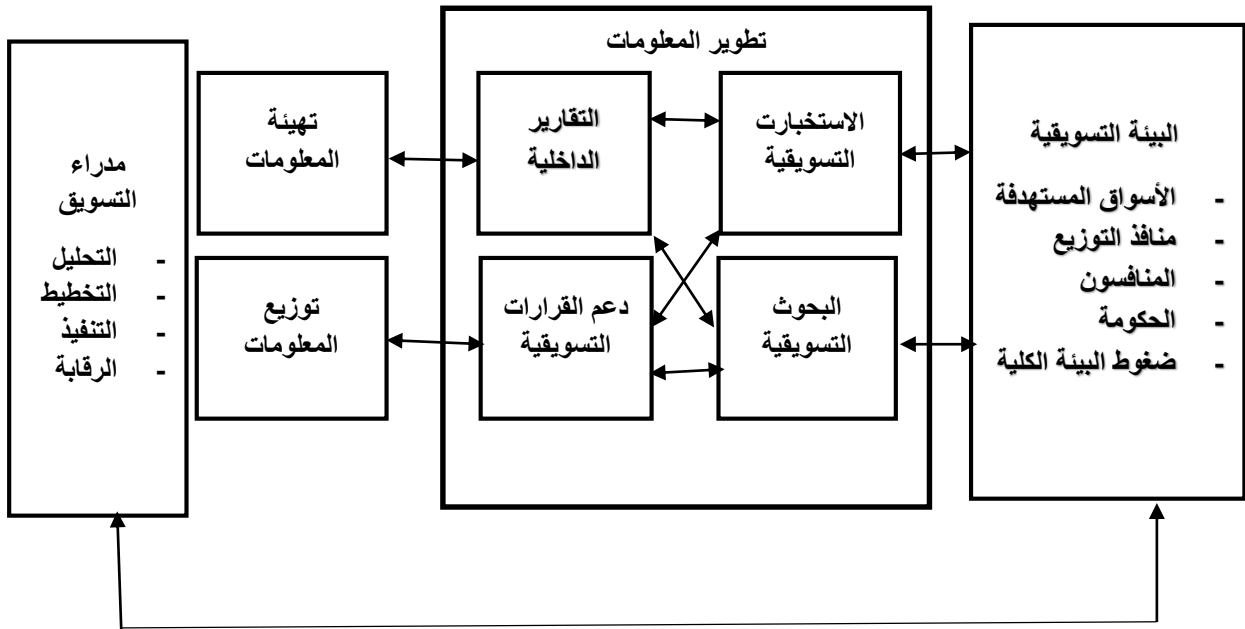 تطوير المعلومات
البيئة التسويقية
- الأسواق المستهدفة
- منافذ التوزيع
- المنافسون
- الحكومة
- ضغوط البيئة الكلية
الاستخبارت
التسويقية
التقارير
الداخلية
البحوث
التسويقية
دعم القرارات
التسويقية
تهيئة
المعلومات
توزيع
المعلومات
مدراء
التسويق
- التحليل
- التخطيط
- التنفيذ
- الرقابة